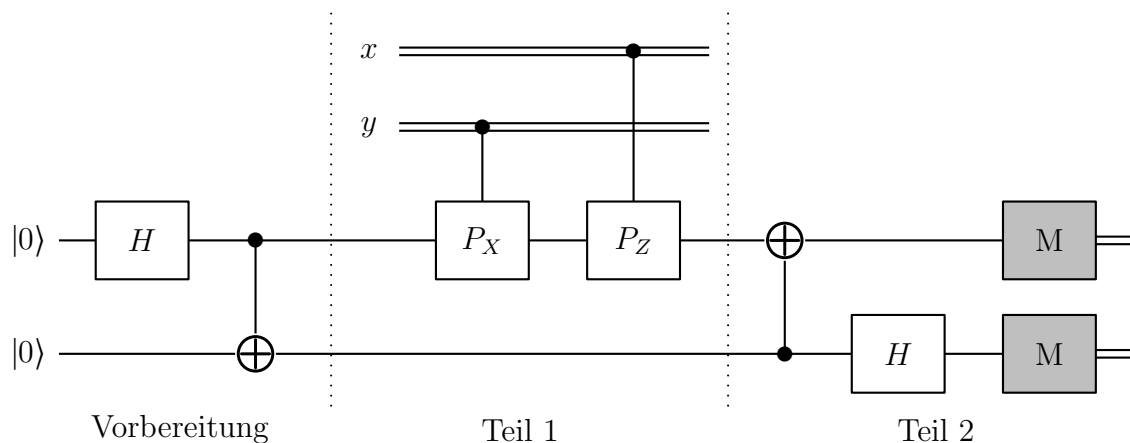 x
y
|0⟩ H P_X P_Z M
|0⟩ H M
Vorbereitung Teil 1 Teil 2